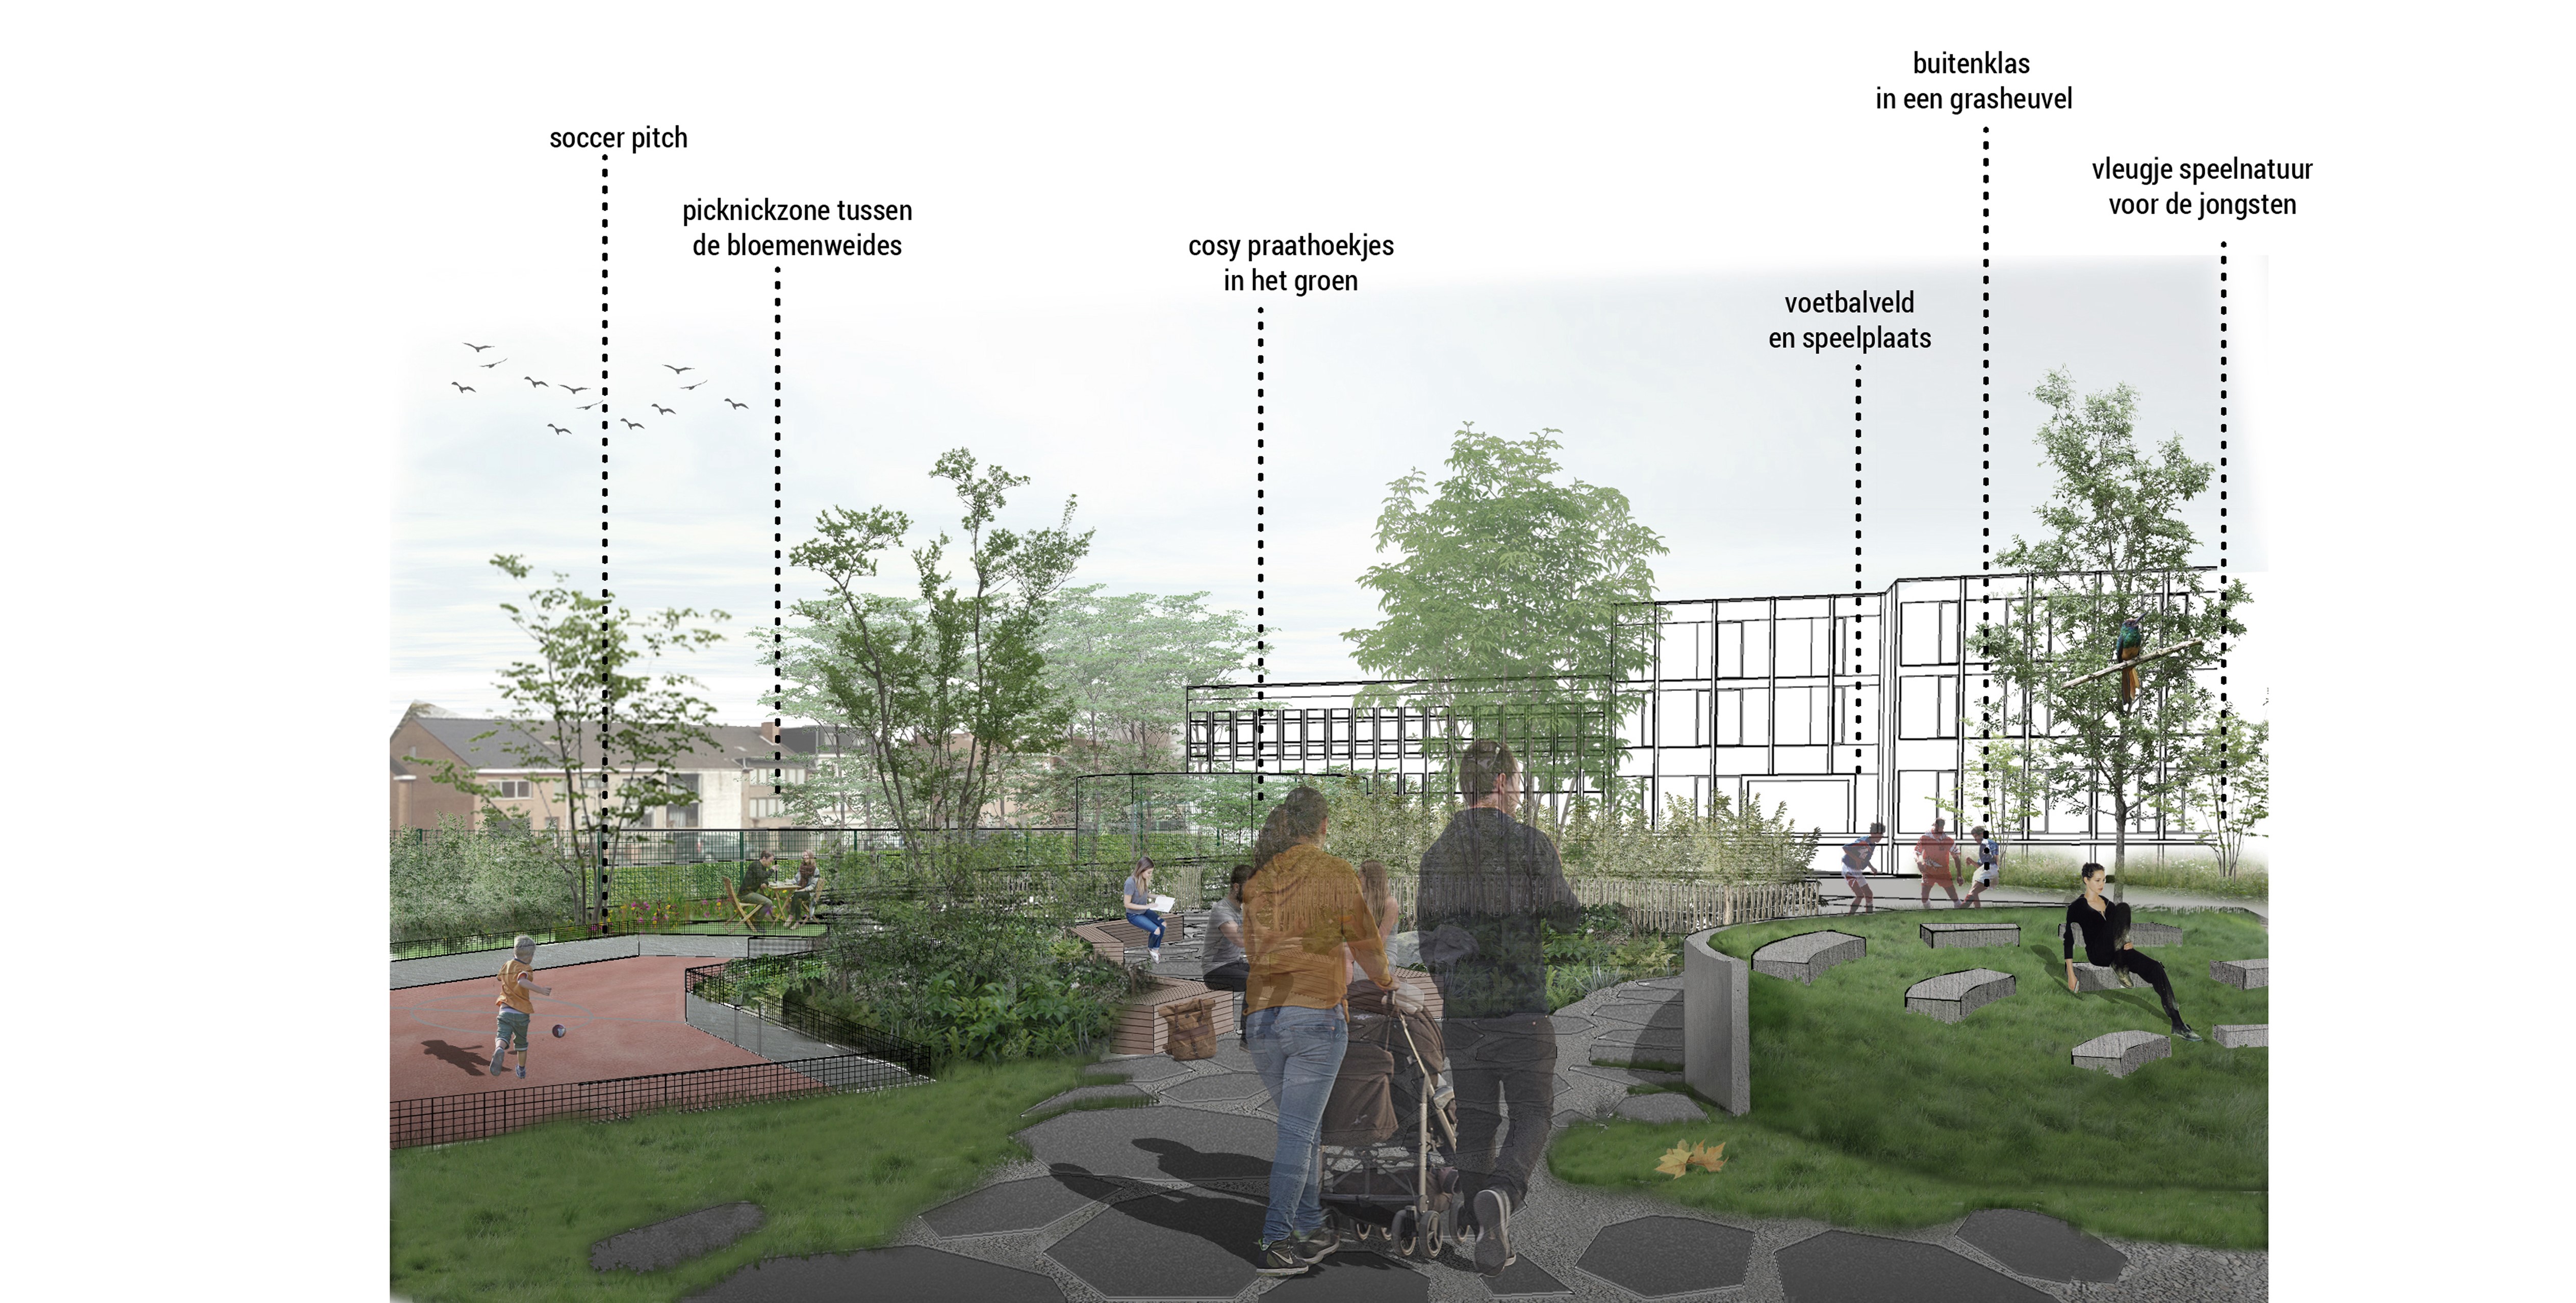 soccer pitch
picknickzone tussen
de bloemenweides
cosy praathoekjes
in het groen
voetbalveld
en speelplaats
buitenklas
in een grasheuvel
vleugje speelnatuur
voor de jongsten